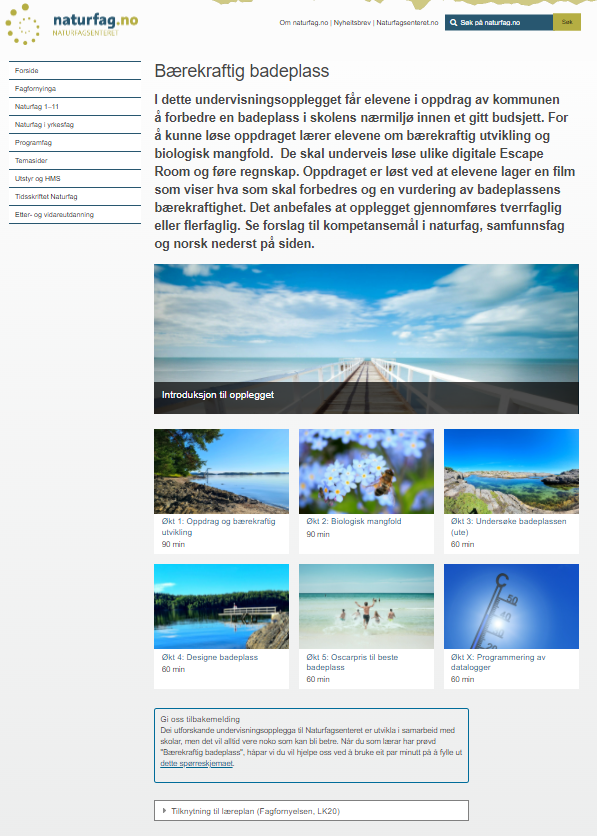 naturfag.no
NATURFAGSENTERET
Om naturfag.no | Nyheitsbrev | Naturfagsenteret.no
Søk på naturfag.no
Søk
Forside
Fagfornyinga
Naturfag 1–11
Naturfag i yrkesfag
Programfag
Temasider
Utstyr og HMS
Tidsskriftet Naturfag
Etter- og vidareutdanning
Bærekraftig badeplass
I dette undervisningsopplegget får elevene i oppdrag av kommunen
å forbedre en badeplass i skolens nærmiljø innen et gitt budsjett. For
å kunne løse oppdraget lærer elevene om bærekraftig utvikling og
biologisk mangfold.  De skal underveis løse ulike digitale Escape
Room og føre regnskap. Oppdraget er løst ved at elevene lager en film
som viser hva som skal forbedres og en vurdering av badeplassens
bærekraftighet. Det anbefales at opplegget gjennomføres tverrfaglig
eller flerfaglig. Se forslag til kompetansemål i naturfag, samfunnsfag
og norsk nederst på siden.
Introduksjon til opplegget
Økt 1: Oppdrag og bærekraftig
utvikling
90 min
Økt 2: Biologisk mangfold
90 min
Økt 3: Undersøke badeplassen
(ute)
60 min
C
50
40
Økt 4: Designe badeplass
60 min
Økt 5: Oscarpris til beste
badeplass
60 min
Økt X: Programmering av
datalogger
60 min
Gi oss tilbakemelding
Dei utforskande undervisningsopplegga til Naturfagsenteret er utvikla i samarbeid med
skolar, men det vil alltid vere noko som kan bli betre. Når du som lærar har prøvd
"Bærekraftig badeplass", håpar vi du vil hjelpe oss ved å bruke eit par minutt på å fylle ut
dette spørreskjemaet.
Tilknytning til læreplan (Fagfornyelsen, LK20)